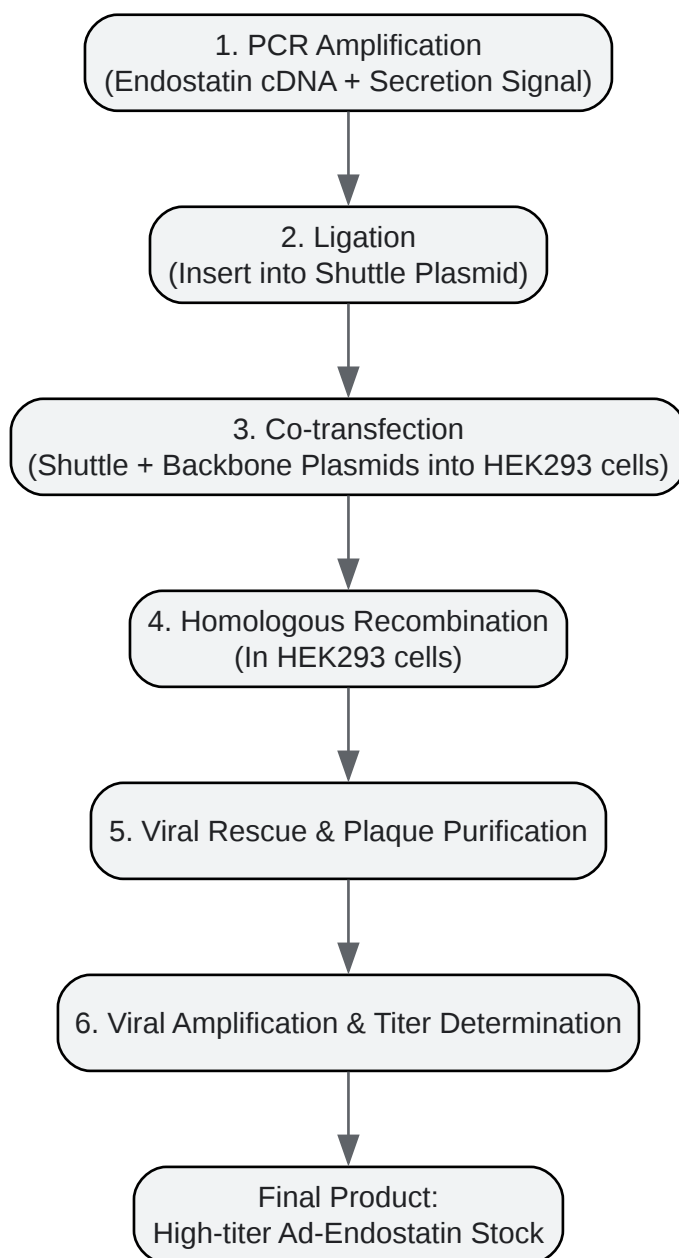 1. PCR Amplification
(Endostatin cDNA + Secretion Signal)
2. Ligation
(Insert into Shuttle Plasmid)
3. Co-transfection
(Shuttle + Backbone Plasmids into HEK293 cells)
4. Homologous Recombination
(In HEK293 cells)
5. Viral Rescue & Plaque Purification
6. Viral Amplification & Titer Determination
Final Product:
High-titer Ad-Endostatin Stock